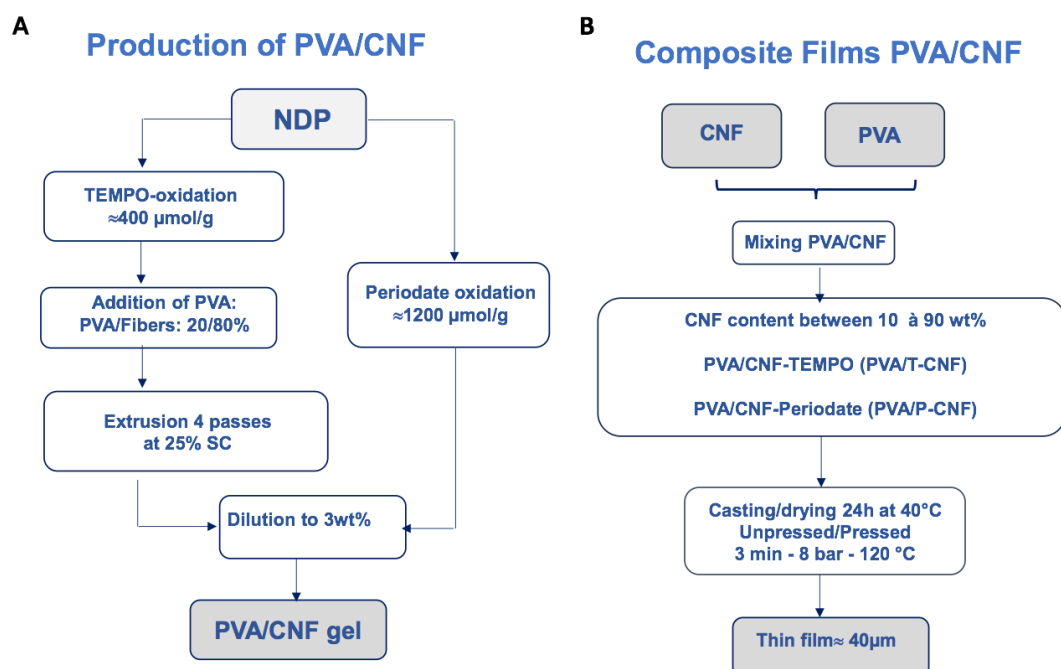 A
Production of PVA/CNF
NDP
TEMPO-oxidation
≈400 µmol/g
Addition of PVA:
PVA/Fibers: 20/80%
Periodate oxidation
≈1200 µmol/g
Extrusion 4 passes
at 25% SC
Dilution to 3wt%
PVA/CNF gel
B
Composite Films PVA/CNF
CNF
PVA
Mixing PVA/CNF
CNF content between 10 à 90 wt%
PVA/CNF-TEMPO (PVA/T-CNF)
PVA/CNF-Periodate (PVA/P-CNF)
Casting/drying 24h at 40°C
Unpressed/Pressed
3 min - 8 bar - 120 °C
Thin film≈ 40µm